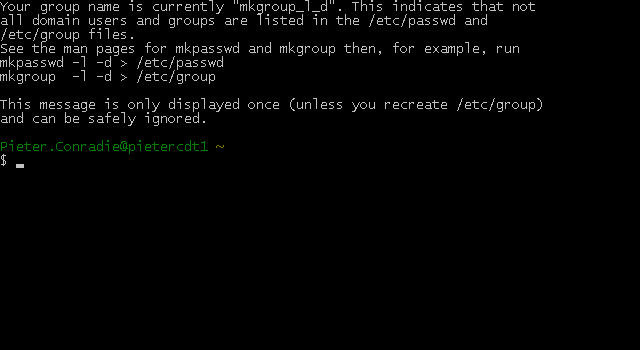 Your group name is currently "mkgroup_l_d". This indicates that not
all domain users and groups are listed in the /etc/passwd and
/etc/group files.
See the man pages for mkpasswd and mkgroup then, for example, run
mkpasswd -l -d > /etc/passwd
mkgroup  -l -d > /etc/group

This message is only displayed once (unless you recreate /etc/group)
and can be safely ignored.

Pieter.Conradie@pietercdt1 ~
$ _